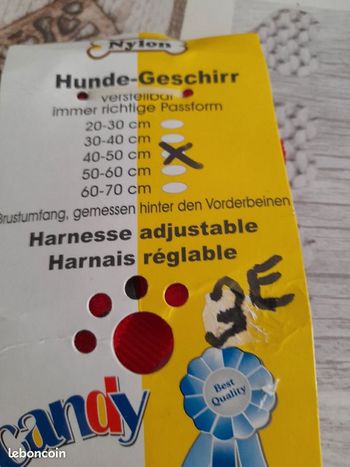 Nylon
Hunde-Geschirr
verstellbar
immer richtige Passform
20-30 cm
30-40 cm
40-50 cm X
50-60 cm
60-70 cm
Brustumfang, gemessen hinter den Vorderbeinen
Harnesse adjustable
Harnais réglable
3E
Best
Quality
candy
leboncoin